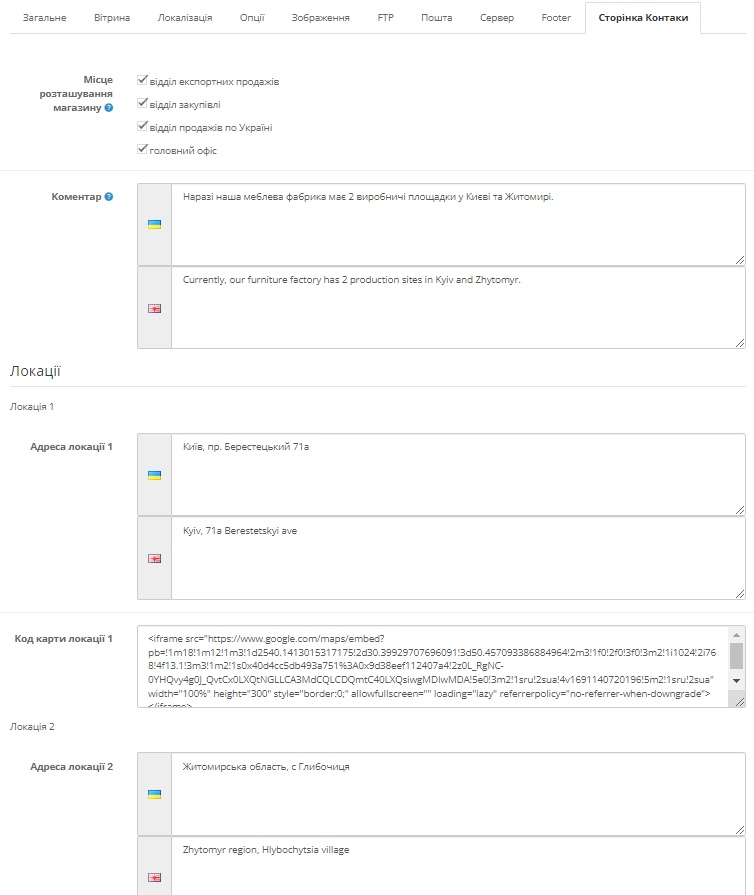 Загальне Вітрина Локалізація Опції Зображення FTP Пошта Сервер Footer Сторінка Контаки
Місце
розташування
магазину
відділ експортних продажів
відділ закупівлі
відділ продажів по Україні
головний офіс
Коментар
Наразі наша меблева фабрика має 2 виробничі площадки у Києві та Житомирі.
Currently, our furniture factory has 2 production sites in Kyiv and Zhytomyr.
Локації
Локація 1
Адреса локації 1
Київ, пр. Берестецький 71а
Kyiv, 71a Berestetskyi ave
Код карти локації 1
<iframe src="https://www.google.com/maps/embed?
pb=!1m18!1m12!1m3!1d2540.1413015317175!2d30.39929707696091!3d50.457093386884964!2m3!1f0!2f0!3f0!3m2!1i1024!2i76
8!4f13.1!3m3!1m2!1s0x40d4cc5db493a751%3A0x9d38eef112407a4!2z0L_RgNC-
0YHQvy4g0J_QvtCx0LXQtNGLLCA3MdCQLCDQmtC40LXQsiwgMDIwMDA!5e0!3m2!1sru!2sua!4v1691140720196!5m2!1sru!2sua"
width="100%" height="300" style="border:0;" allowfullscreen="" loading="lazy" referrerpolicy="no-referrer-when-downgrade">
</iframe>
Локація 2
Адреса локації 2
Житомирська область, с Глибочиця
Zhytomyr region, Hlybochytsia village